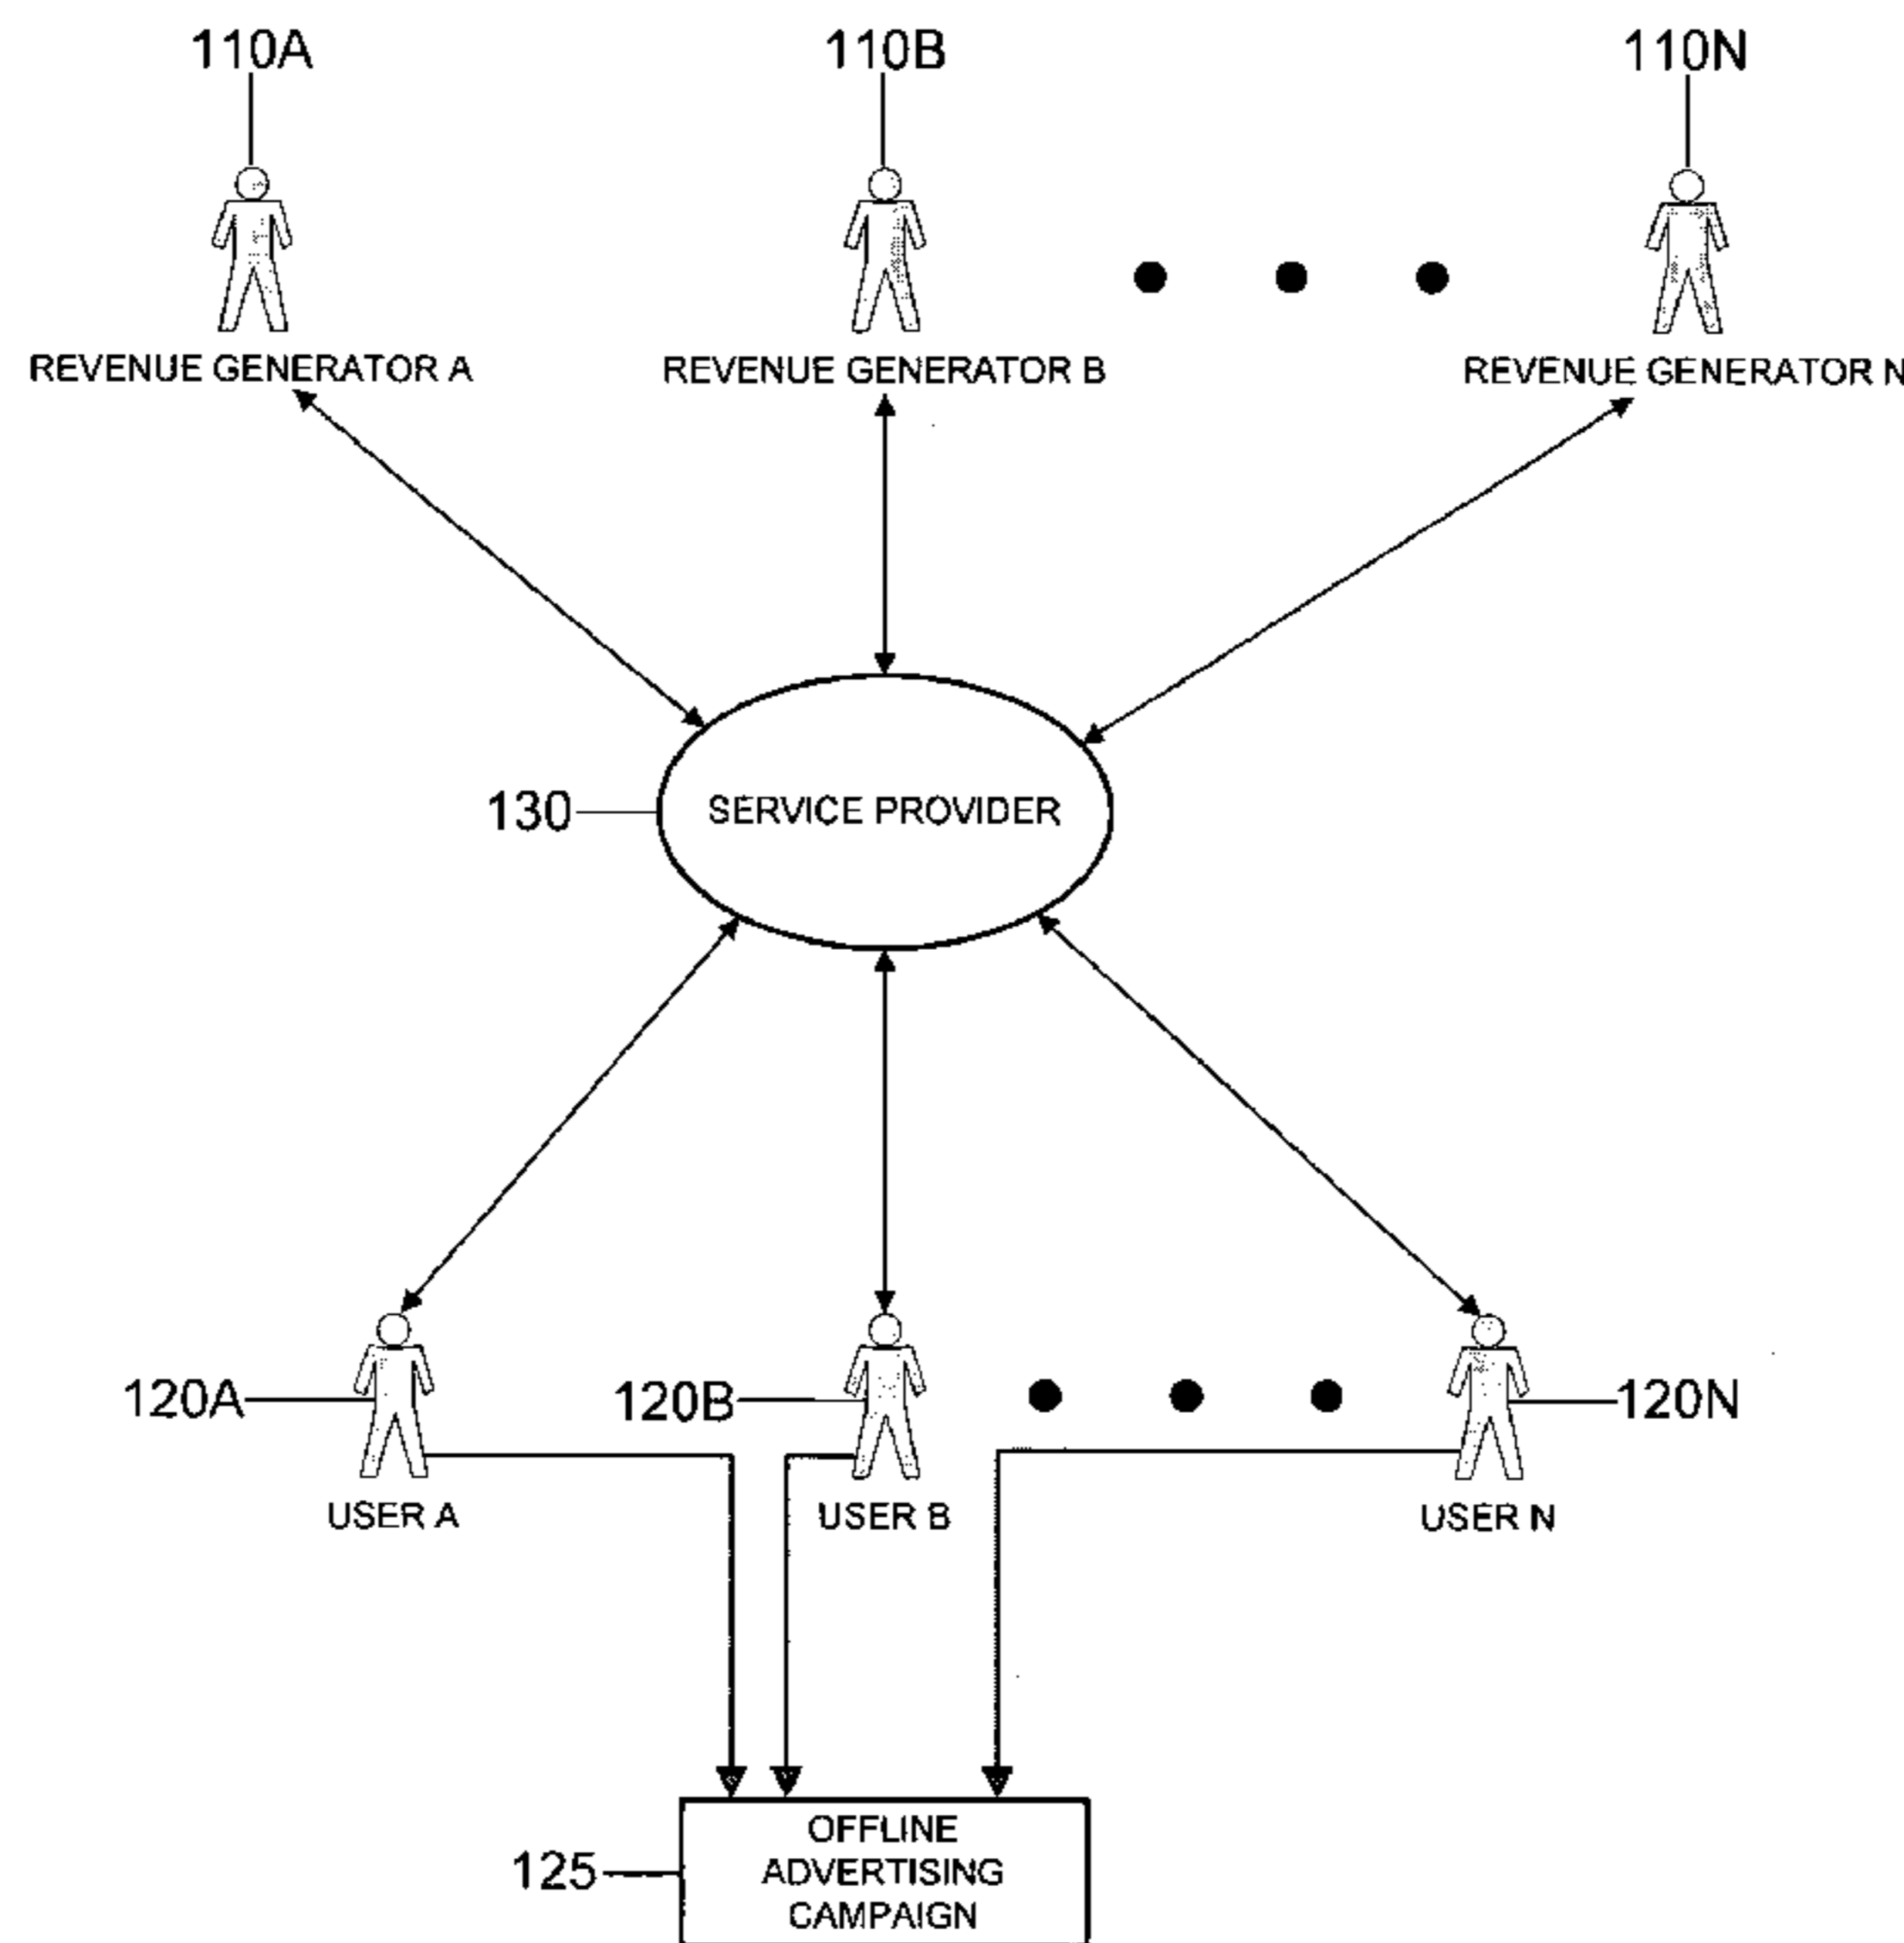 110A
110B
110N
REVENUE GENERATOR A
REVENUE GENERATOR B
REVENUE GENERATOR N
130
SERVICE PROVIDER
120A
120B
120N
USER A
USER B
USER N
125
OFFLINE
ADVERTISING
CAMPAIGN